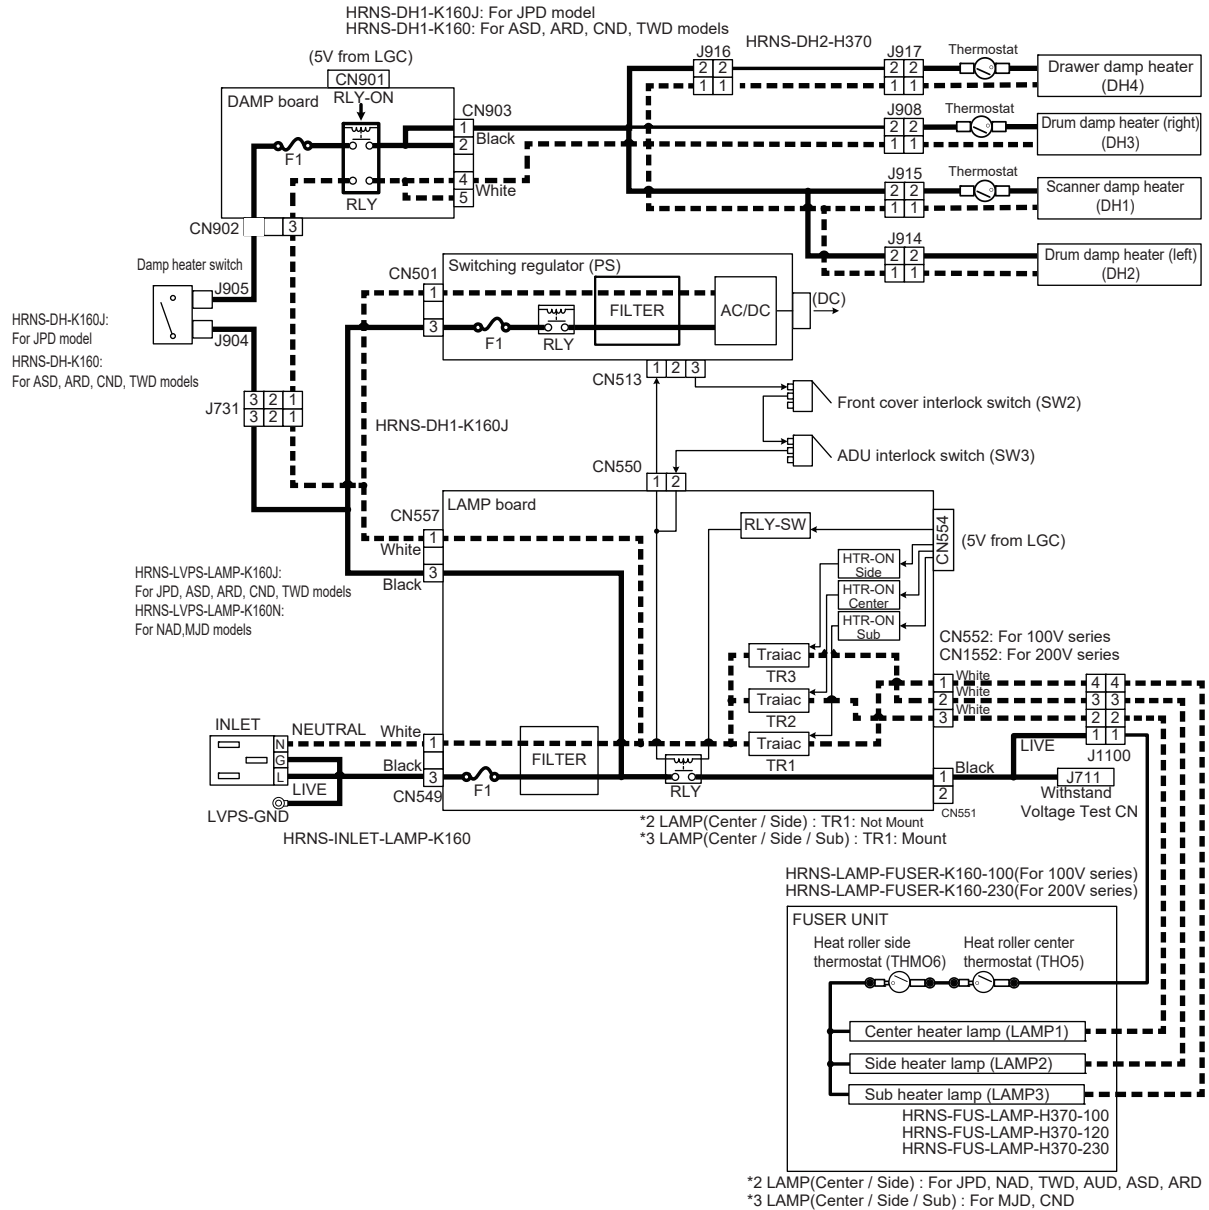 HRNS-DH1-K160J: For JPD model
HRNS-DH1-K160: For ASD, ARD, CND, TWD models
(5V from LGC)
CN901
DAMP board
RLY-ON
F1
RLY
CN903
1
2
4
5
Black
White
CN902
3
HRNS-DH2-H370
J916
2 2
1 1
J917
2 2
1 1
Thermostat
Drawer damp heater
(DH4)
J908
2 2
1 1
Thermostat
Drum damp heater (right)
(DH3)
J915
2 2
1 1
Thermostat
Scanner damp heater
(DH1)
J914
2 2
1 1
Drum damp heater (left)
(DH2)
Damp heater switch
J905
J904
HRNS-DH-K160J:
For JPD model
HRNS-DH-K160:
For ASD, ARD, CND, TWD models
J731
3 2 1
3 2 1
CN501
1
3
Switching regulator (PS)
F1
RLY
FILTER
AC/DC
(DC)
CN513
1 2 3
HRNS-DH1-K160J
Front cover interlock switch (SW2)
ADU interlock switch (SW3)
CN550
1 2
LAMP board
CN557
1
White
3
Black
RLY-SW
CN554
(5V from LGC)
HTR-ON
Side
HTR-ON
Center
HTR-ON
Sub
HRNS-LVPS-LAMP-K160J:
For JPD, ASD, ARD, CND, TWD models
HRNS-LVPS-LAMP-K160N:
For NAD,MJD models
Traiac
TR3
Traiac
TR2
Traiac
TR1
CN552: For 100V series
CN1552: For 200V series
1
2
3
White
White
White
4 4
3 3
2 2
1 1
LIVE
J1100
INLET
N
G
L
NEUTRAL
LIVE
LVPS-GND
White
1
Black
3
CN549
F1
FILTER
RLY
1
2
Black
CN551
J711
Withstand
Voltage Test CN
HRNS-INLET-LAMP-K160
*2 LAMP(Center / Side) : TR1: Not Mount
*3 LAMP(Center / Side / Sub) : TR1: Mount
HRNS-LAMP-FUSER-K160-100(For 100V series)
HRNS-LAMP-FUSER-K160-230(For 200V series)
FUSER UNIT
Heat roller side
thermostat (THMO6)
Heat roller center
thermostat (THO5)
Center heater lamp (LAMP1)
Side heater lamp (LAMP2)
Sub heater lamp (LAMP3)
HRNS-FUS-LAMP-H370-100
HRNS-FUS-LAMP-H370-120
HRNS-FUS-LAMP-H370-230
*2 LAMP(Center / Side) : For JPD, NAD, TWD, AUD, ASD, ARD
*3 LAMP(Center / Side / Sub) : For MJD, CND